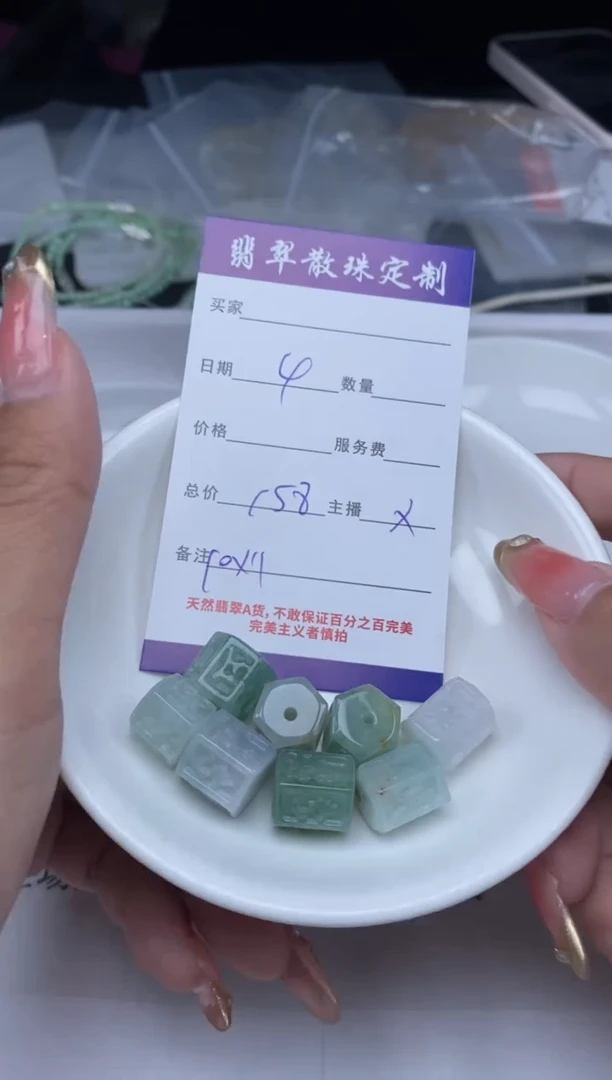 翡翠散珠定制
买家
日期 4 数量
价格 服务费
总价 158 主播 X
备注 10X11
天然翡翠A货，不敢保证百分之百完美
完美主义者慎拍